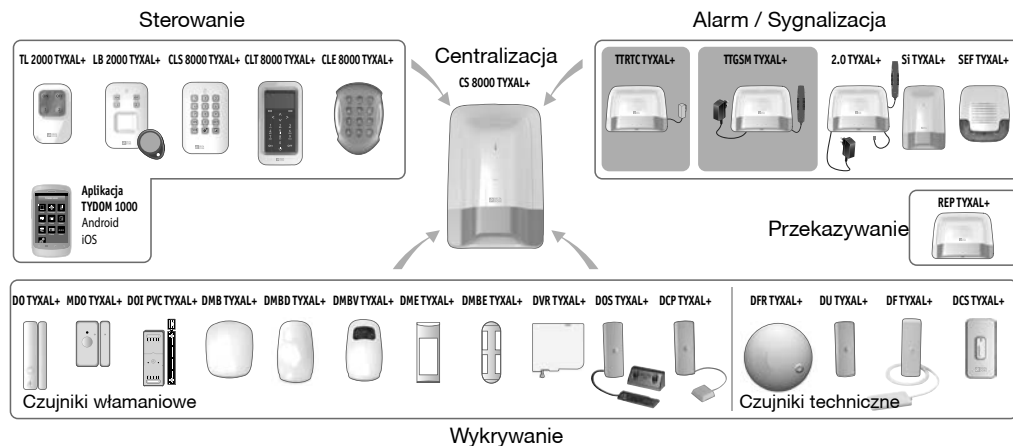 Sterowanie
Alarm / Sygnalizacja
TL 2000 TYXAL+ LB 2000 TYXAL+ CLS 8000 TYXAL+ CLT 8000 TYXAL+ CLE 8000 TYXAL+
Centralizacja
CS 8000 TYXAL+
TTRTC TYXAL+ TTGSM TYXAL+ 2.0 TYXAL+ Si TYXAL+ SEF TYXAL+
Aplikacja
TYDOM 1000
Android
iOS
Przekazywanie
REP TYXAL+
DO TYXAL+ MDO TYXAL+ DOI PVC TYXAL+ DMB TYXAL+ DMBD TYXAL+ DMBV TYXAL+ DME TYXAL+ DMBE TYXAL+ DVR TYXAL+ DOS TYXAL+ DCP TYXAL+
DFR TYXAL+ DU TYXAL+ DF TYXAL+ DCS TYXAL+
Czujniki włamaniowe
Czujniki techniczne
Wykrywanie